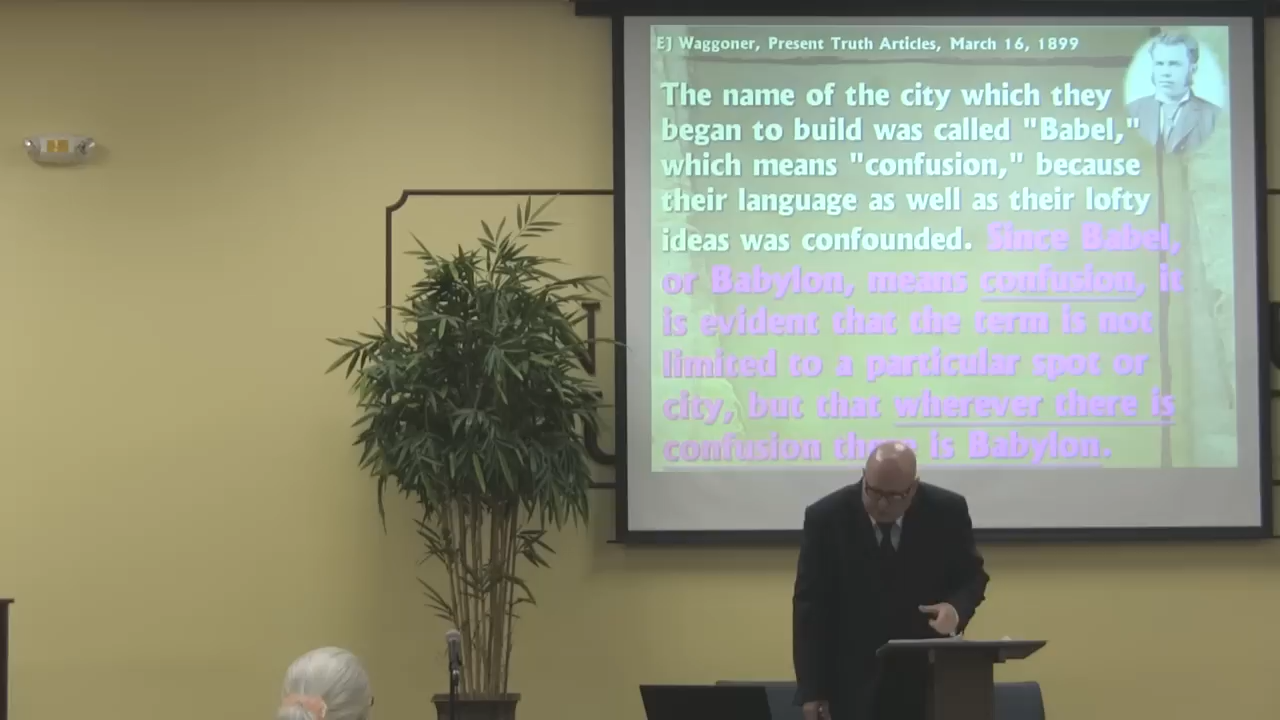 EJ Waggoner, Present Truth Articles, March 16, 1899
The name of the city which they
began to build was called "Babel,"
which means "confusion," because
their language as well as their lofty
ideas was confounded. Since Babel,
or Babylon, means confusion, it
is evident that the term is not
limited to a particular spot or
city, but that wherever there is
confusion there is Babylon.